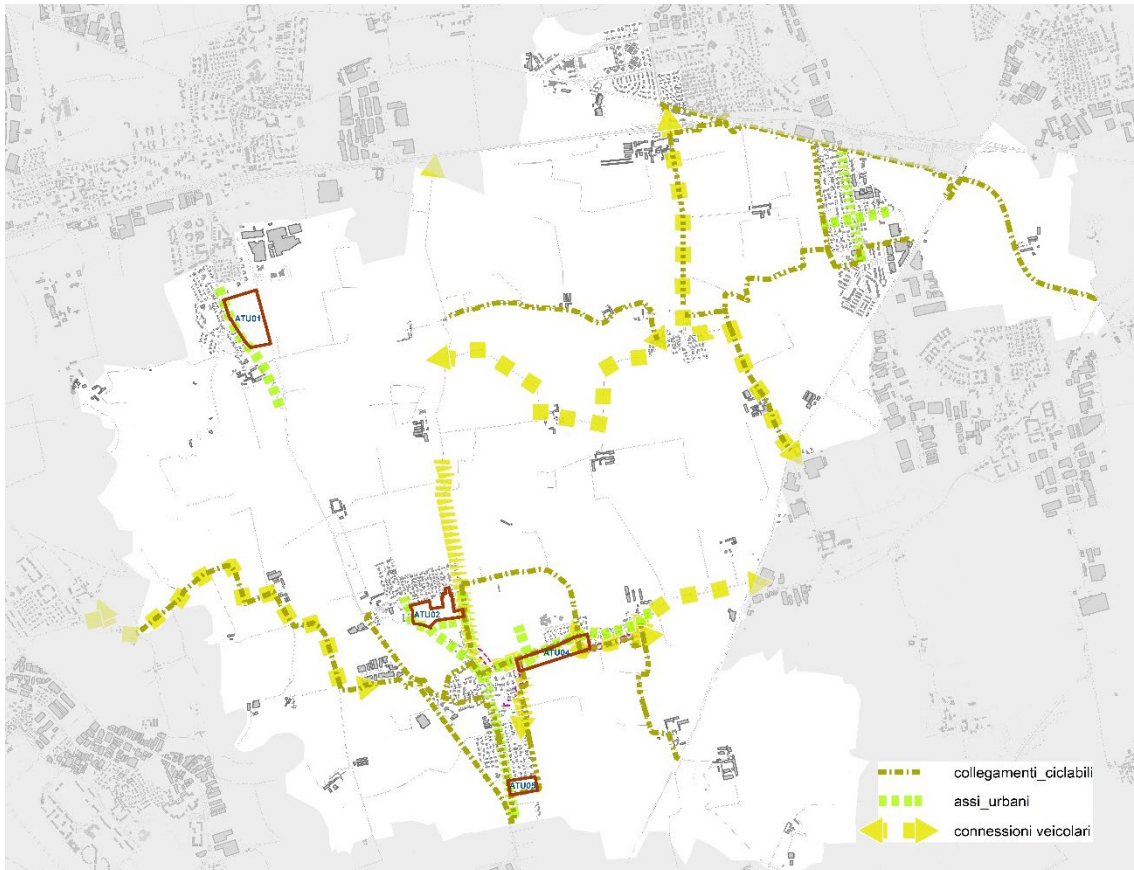 ATU01
ATU02
ATU04
ATU05
collegamenti_ciclabili
assi_urbani
connessioni veicolari